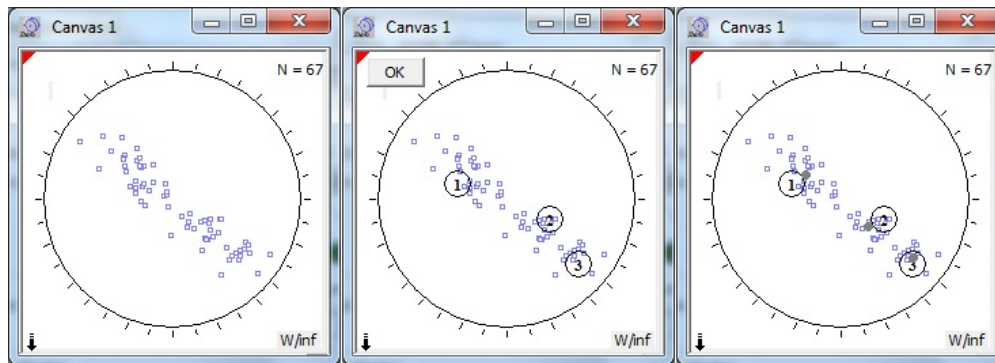 Canvas 1
N = 67
W/inf
Canvas 1
OK
N = 67
1
2
3
W/inf
Canvas 1
N = 67
1
2
3
W/inf